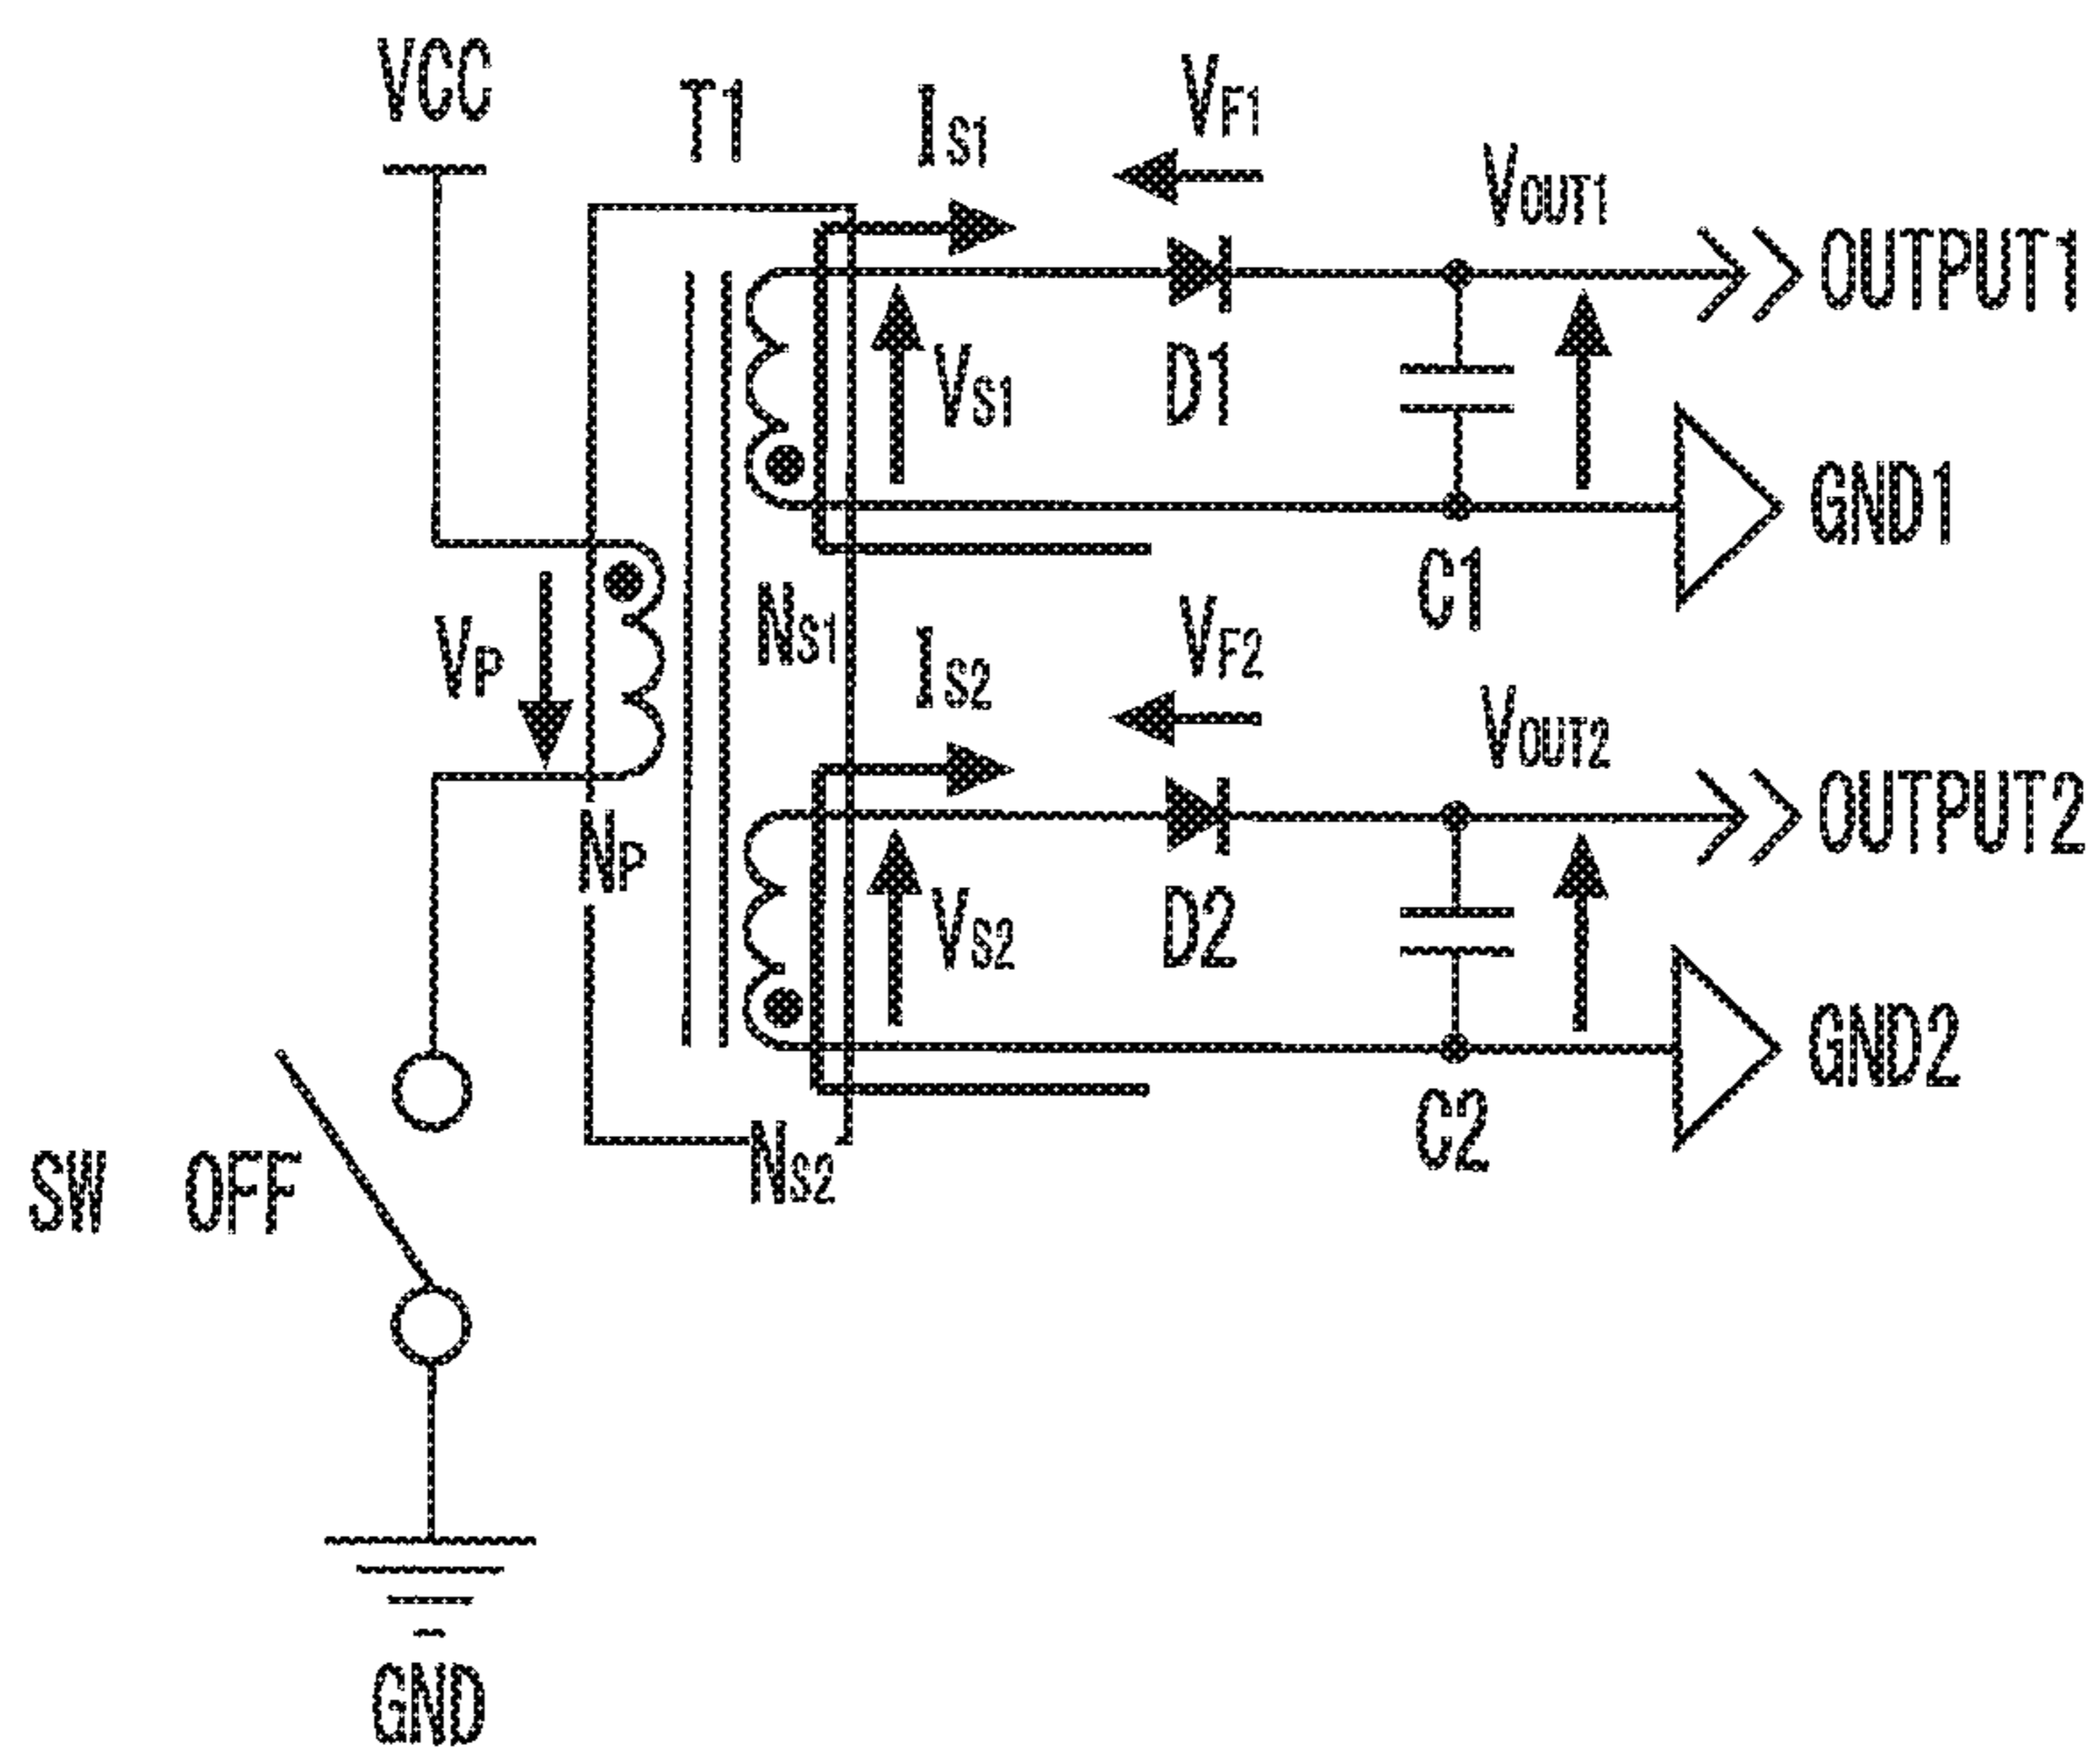 VCC
T1
IS1
VF1
VOUT1
OUTPUT1
VS1
D1
C1
GND1
VP
NS1
IS2
VF2
VOUT2
OUTPUT2
NP
VS2
D2
C2
GND2
NS2
SW OFF
GND